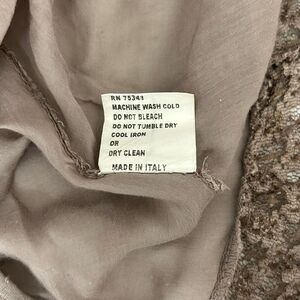 RN 75343
MACHINE WASH COLD
DO NOT BLEACH
DO NOT TUMBLE DRY
COOL IRON
OR
DRY CLEAN
MADE IN ITALY